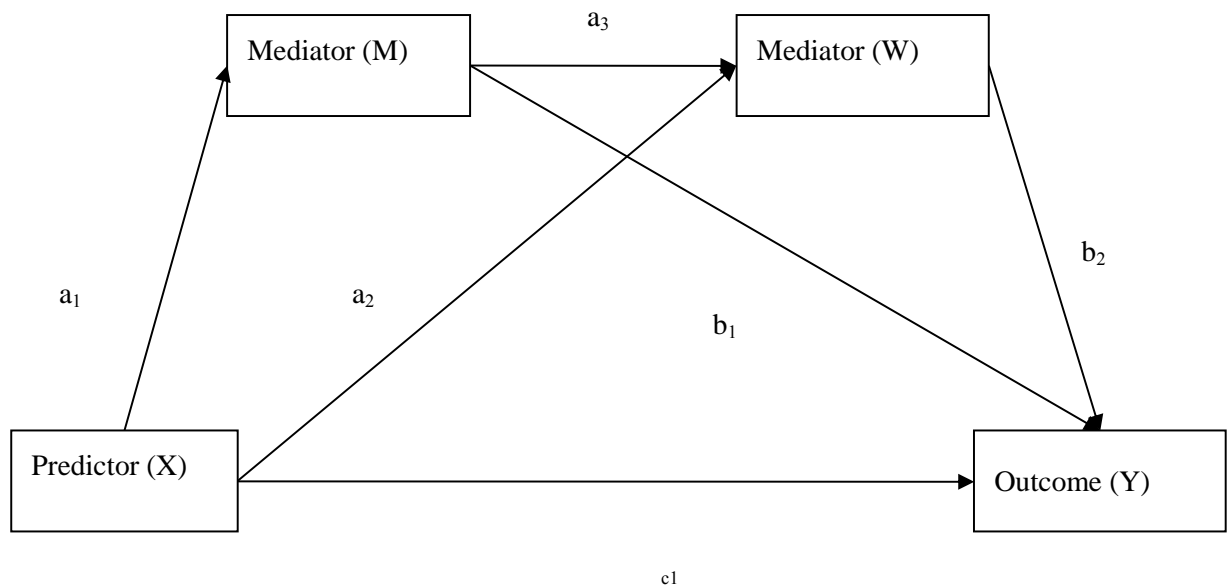 a₃
Mediator (M)
Mediator (W)
a₁
a₂
b₁
b₂
Predictor (X)
Outcome (Y)
c1